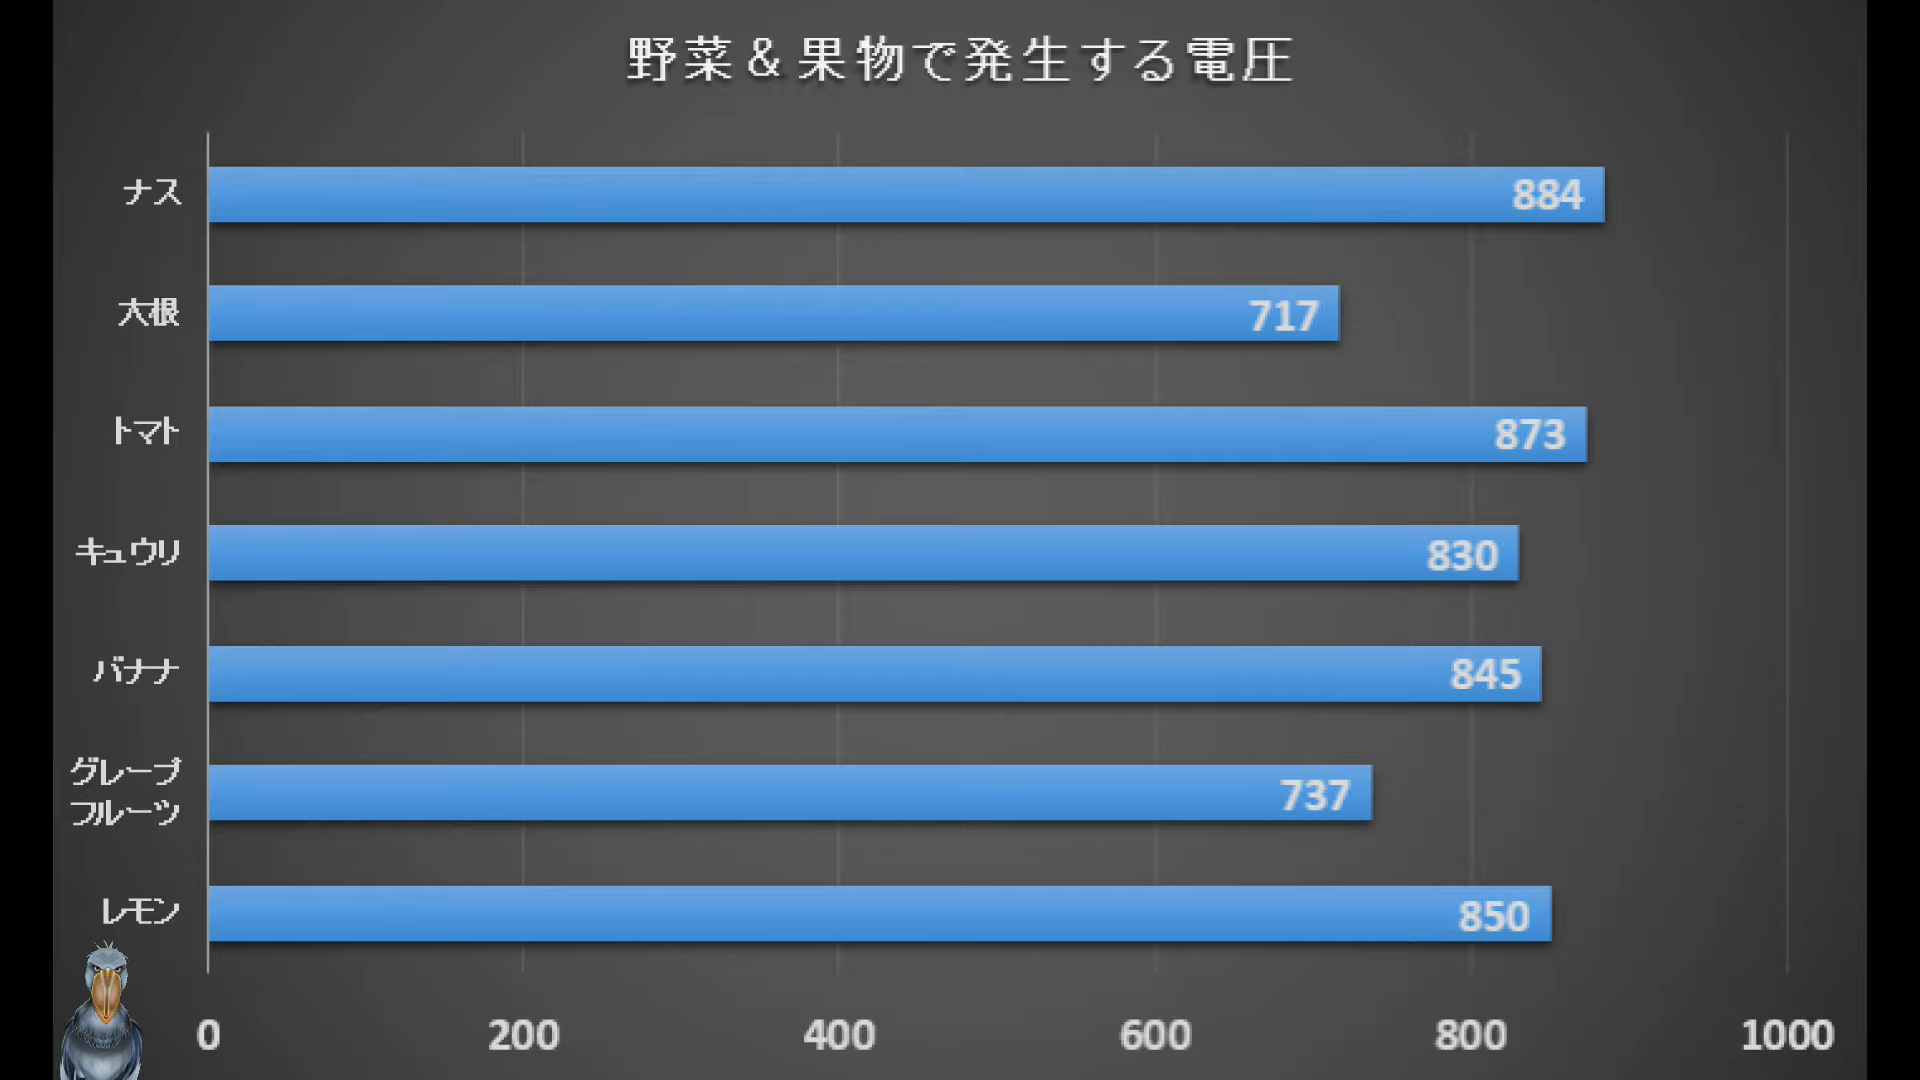 野菜＆果物で発生する電圧
ナス
884
大根
717
トマト
873
キュウリ
830
バナナ
845
グレープ
フルーツ
737
レモン
850
0 200 400 600 800 1000